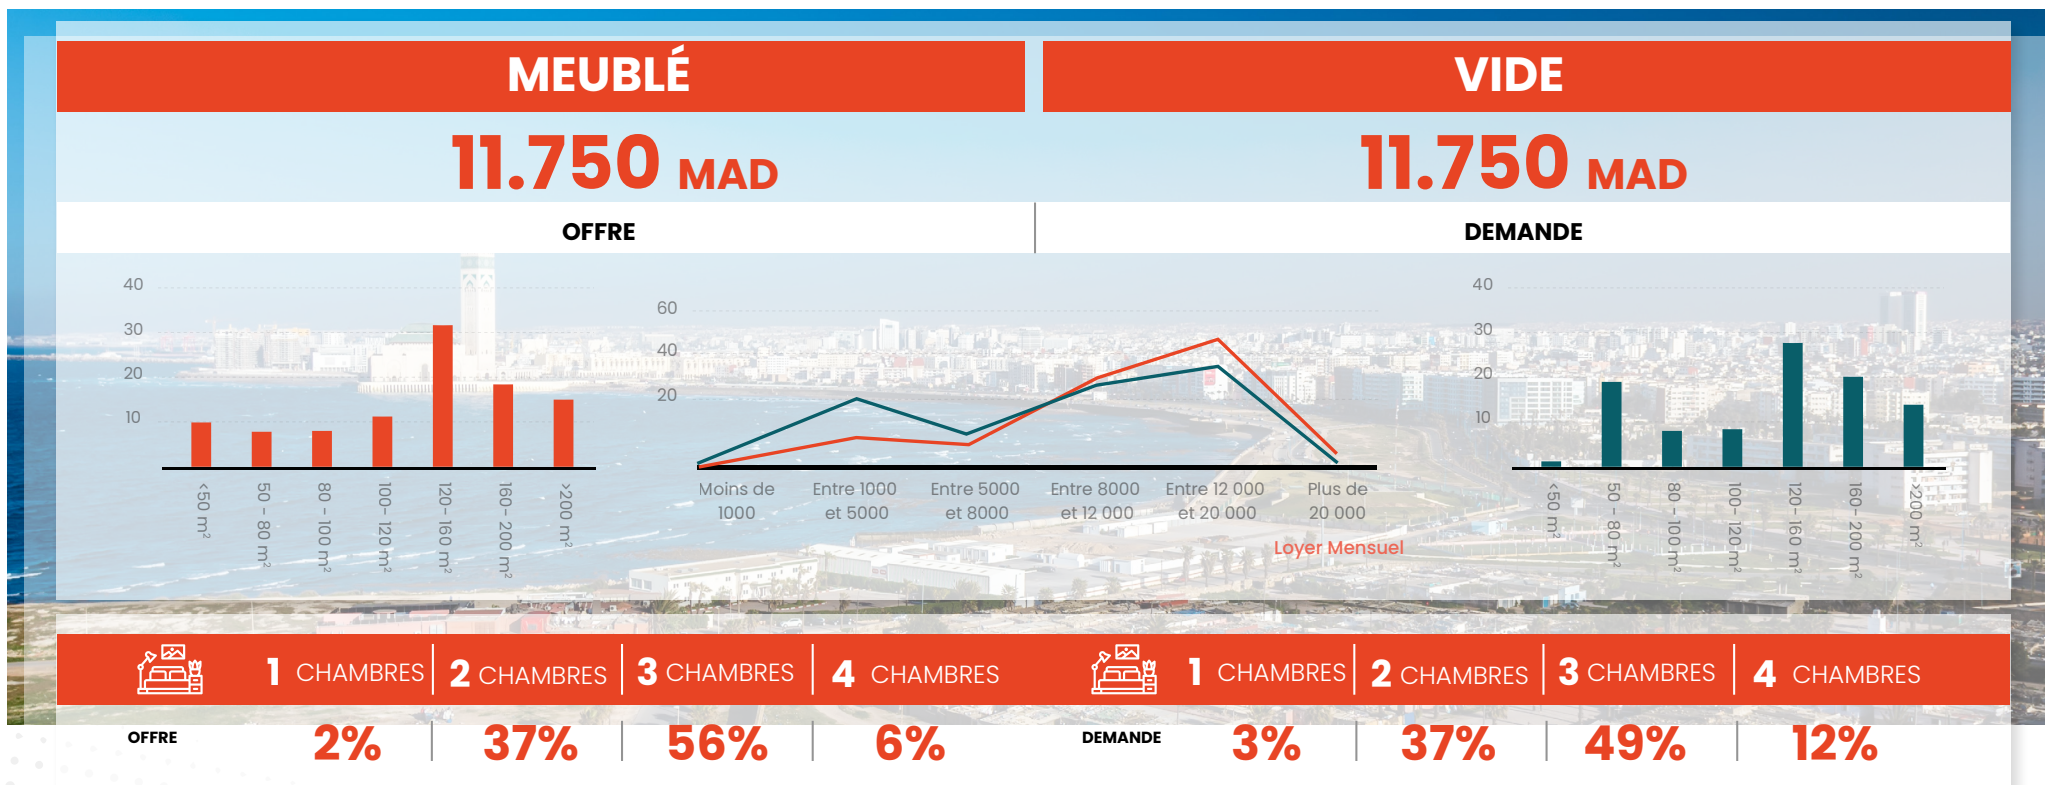 MEUBLÉ
VIDE
11.750 MAD
11.750 MAD
OFFRE
DEMANDE
40
30
20
10
<50 m²
50 - 80 m²
80 - 100 m²
100- 120 m²
120- 160 m²
160- 200 m²
>200 m²
60
40
20
Moins de
1000
Entre 1000
et 5000
Entre 5000
et 8000
Entre 8000
et 12 000
Entre 12 000
et 20 000
Plus de
20 000
Loyer Mensuel
40
30
20
10
<50 m²
50 - 80 m²
80 - 100 m²
100- 120 m²
120- 160 m²
160 - 200 m²
>200 m²
1 CHAMBRES
2 CHAMBRES
3 CHAMBRES
4 CHAMBRES
1 CHAMBRES
2 CHAMBRES
3 CHAMBRES
4 CHAMBRES
OFFRE
2%
37%
56%
6%
DEMANDE
3%
37%
49%
12%